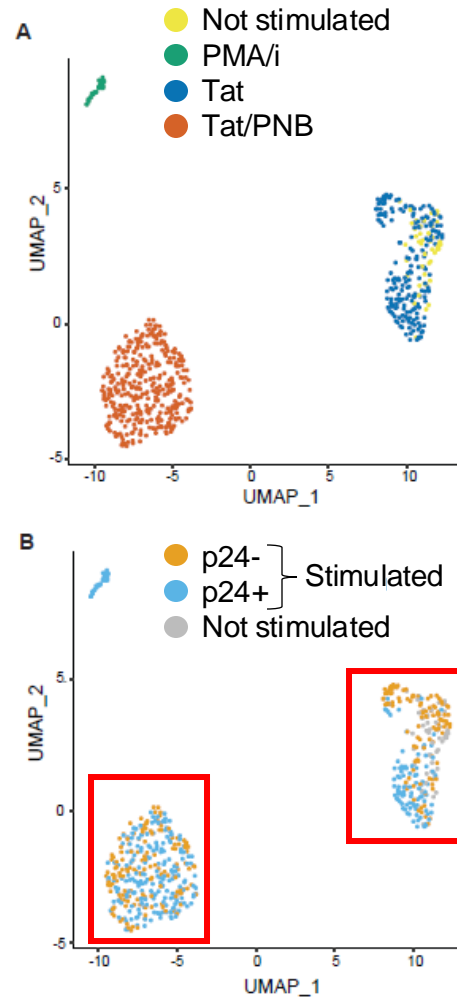 A
Not stimulated
PMA/i
Tat
Tat/PNB
5
0
-5
UMAP_2
-10 -5 0 5 10
UMAP_1
B
p24-
p24+
Stimulated
Not stimulated
5
0
-5
UMAP_2
-10 -5 0 5 10
UMAP_1